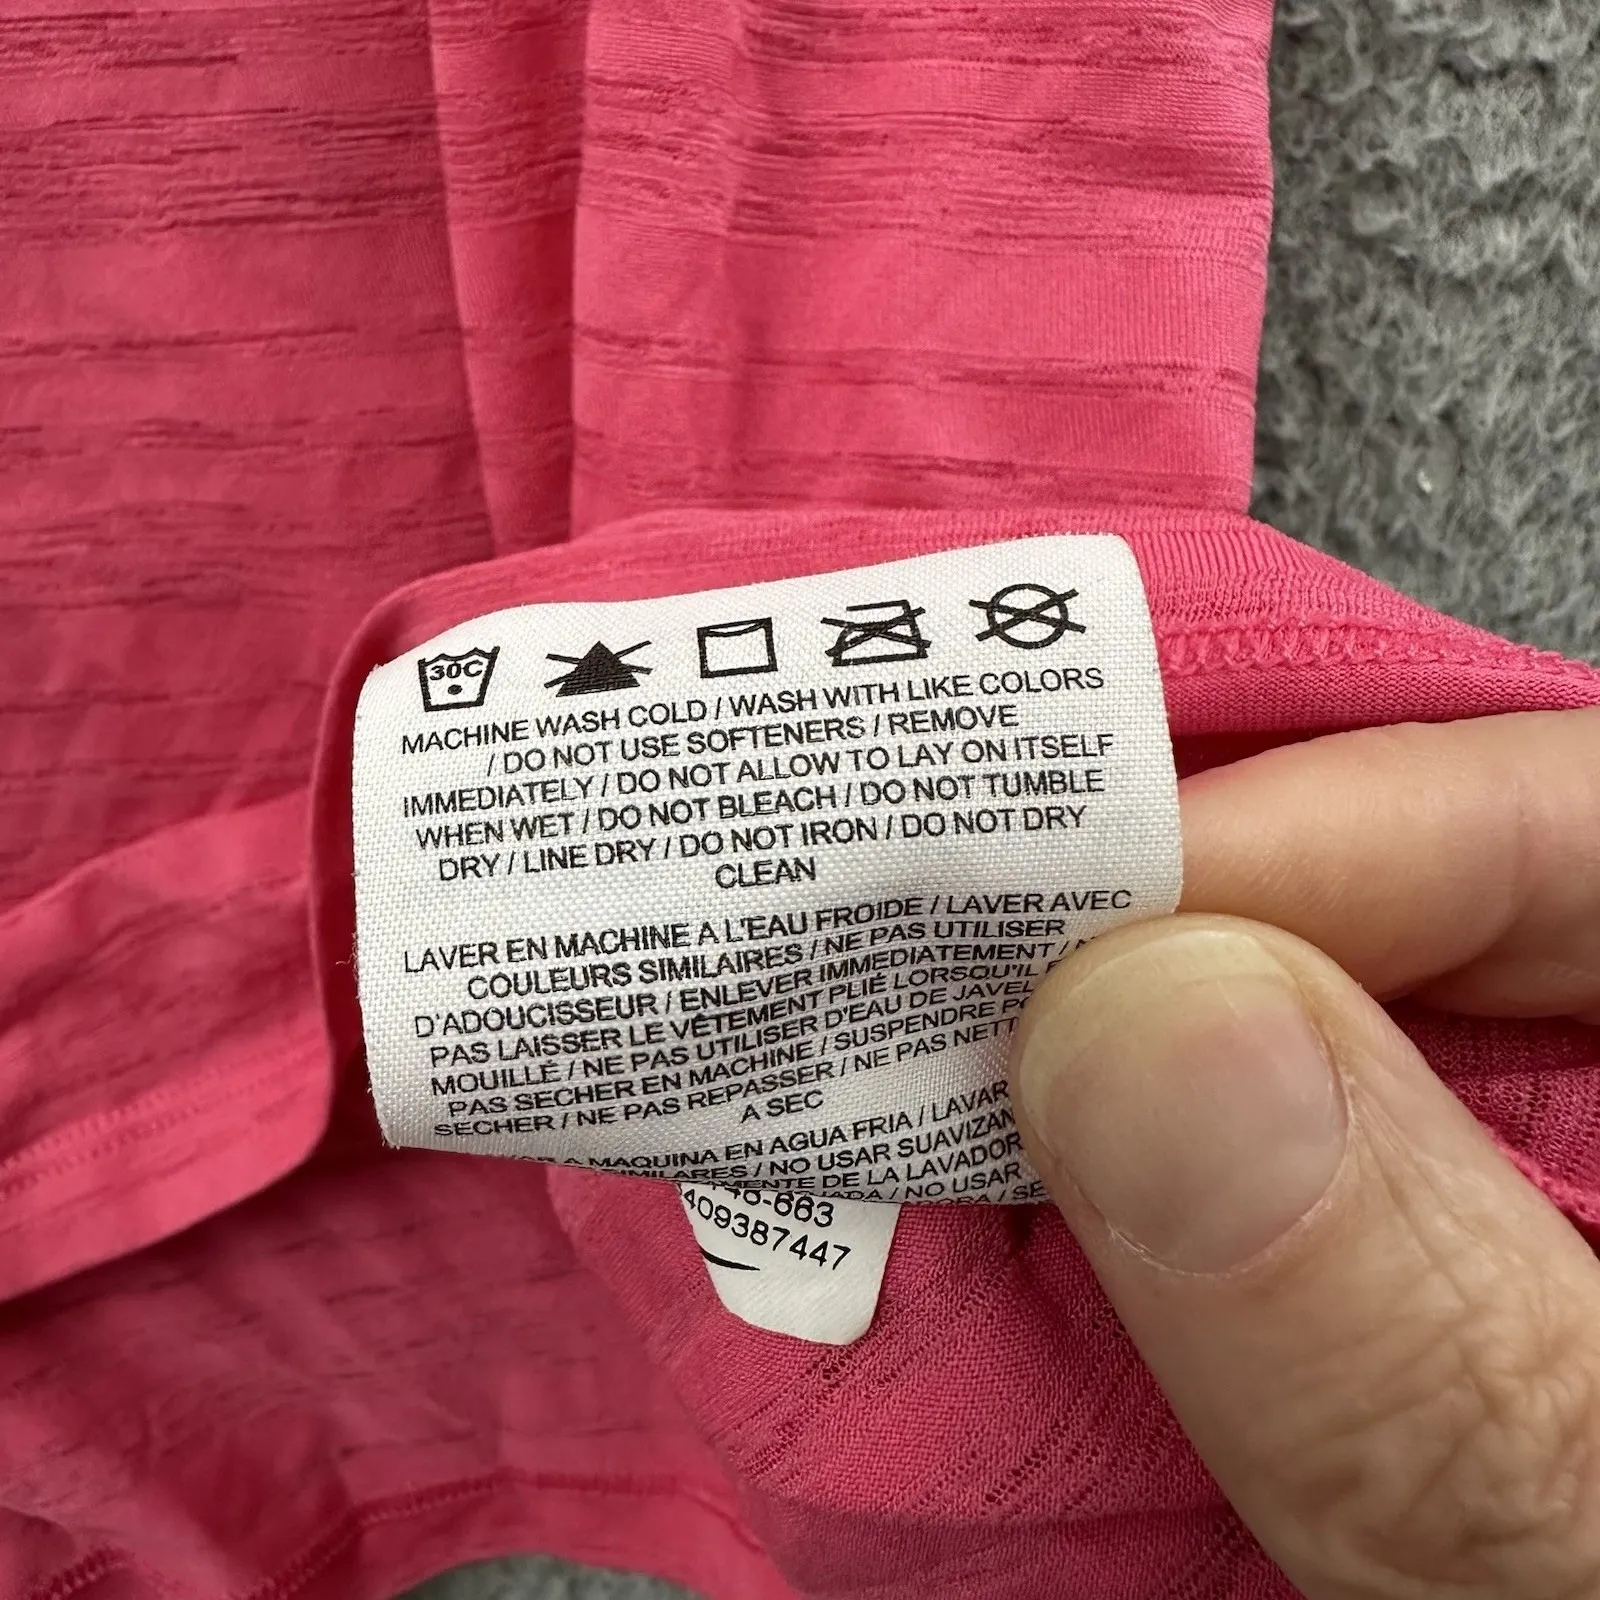 30C
MACHINE WASH COLD / WASH WITH LIKE COLORS
/ DO NOT USE SOFTENERS / REMOVE
IMMEDIATELY / DO NOT ALLOW TO LAY ON ITSELF
WHEN WET / DO NOT BLEACH / DO NOT TUMBLE
DRY / LINE DRY / DO NOT IRON / DO NOT DRY
CLEAN
LAVER EN MACHINE A L'EAU FROIDE / LAVER AVEC
COULEURS SIMILAIRES / NE PAS UTILISER
D'ADOUCISSEUR / ENLEVER IMMEDIATEMENT /
PAS LAISSER LE VÊTEMENT PLIÉ LORSQU'IL
MOUILLÉ / NE PAS UTILISER D'EAU DE JAVEL
PAS SECHER EN MACHINE / SUSPENDRE
SECHER / NE PAS REPASSER / NE PAS
A SEC
A MAQUINA EN AGUA FRIA / LAVAR
/ NO USAR
DE LA
/ NO USAR
-663
409387447